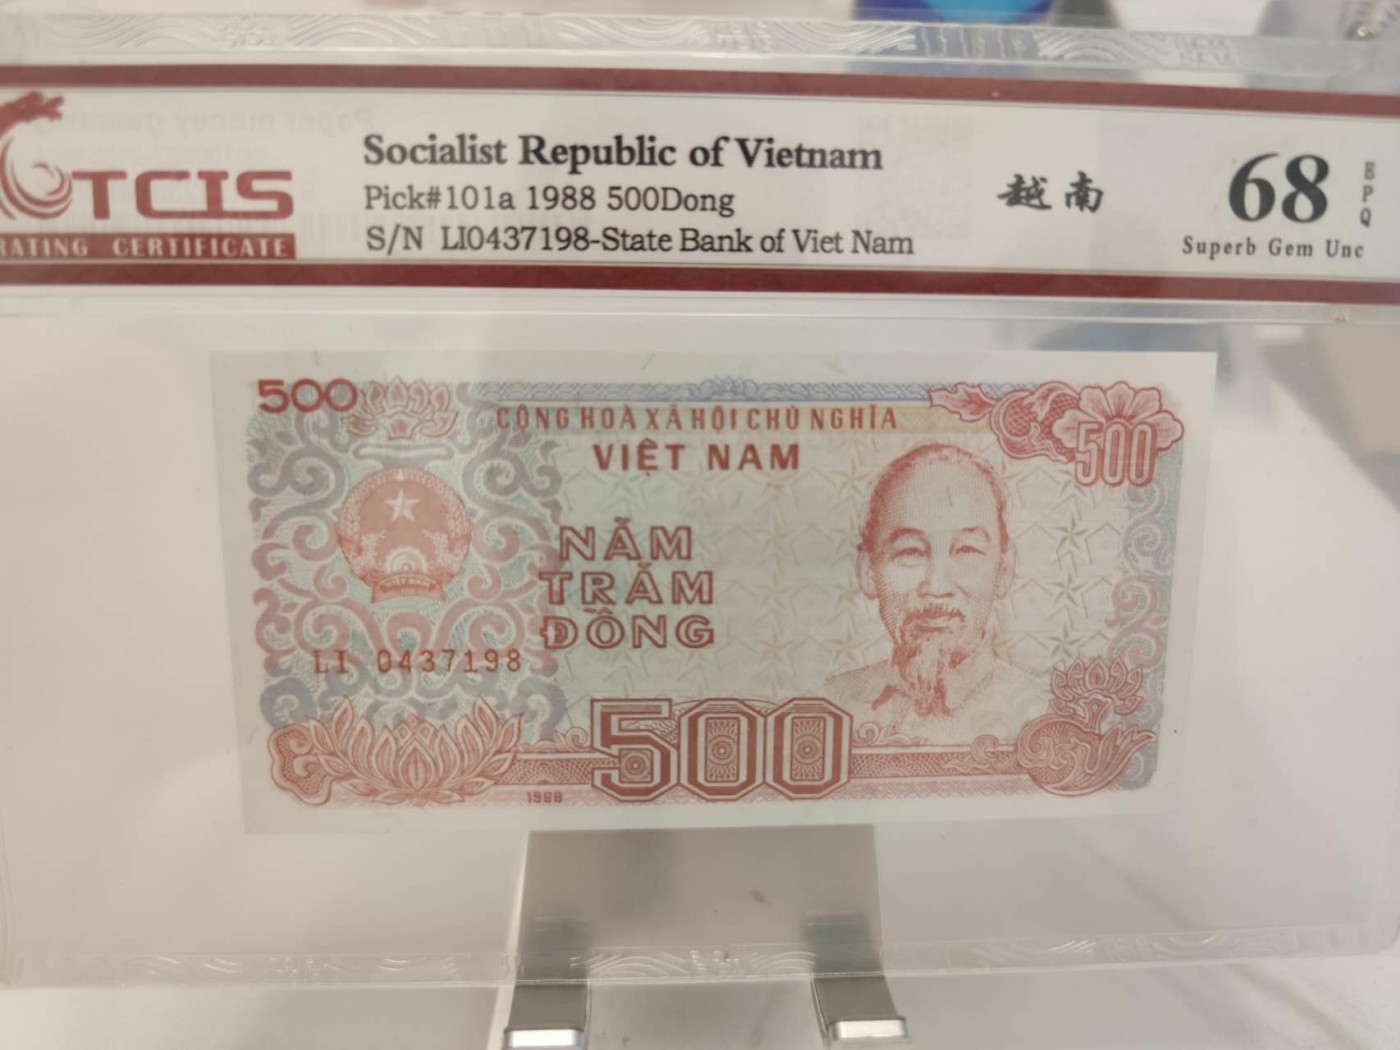 TCIS
RATING CERTIFICATE
Socialist Republic of Vietnam
Pick#101a 1988 500Dong
S/N LI0437198-State Bank of Viet Nam
越南
68
EPQ
Superb Gem Unc
500
CỘNG HOÀ XÃ HỘI CHỦ NGHĨA
VIỆT NAM
500
NĂM
TRĂM
ĐỒNG
LI 0437198
500
1988